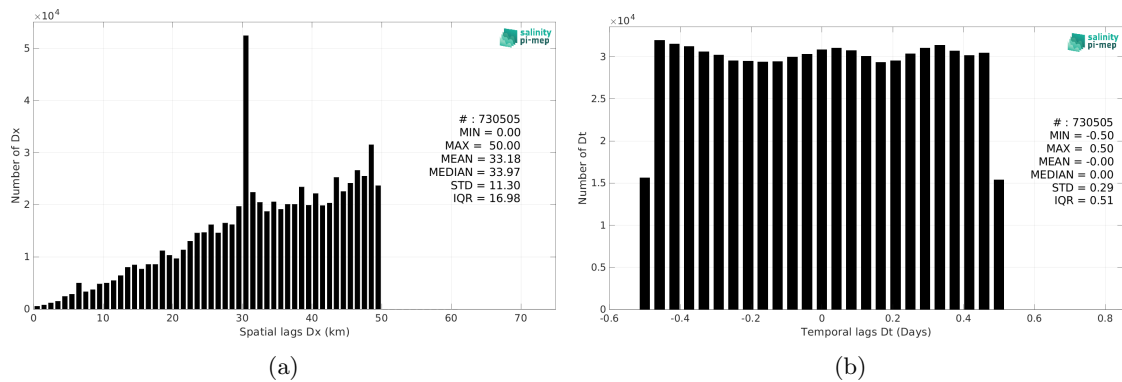 ×10⁴
5
4
3
2
1
0
Number of Dx
0
10
20
30
40
50
60
70
Spatial lags Dx (km)
salinity
pi-mep
# : 730505
MIN = 0.00
MAX = 50.00
MEAN = 33.18
MEDIAN = 33.97
STD = 11.30
IQR = 16.98
(a)
×10⁴
3
2.5
2
1.5
1
0.5
0
Number of Dt
-0.6
-0.4
-0.2
0
0.2
0.4
0.6
0.8
Temporal lags Dt (Days)
salinity
pi-mep
# : 730505
MIN = -0.50
MAX = 0.50
MEAN = -0.00
MEDIAN = 0.00
STD = 0.29
IQR = 0.51
(b)